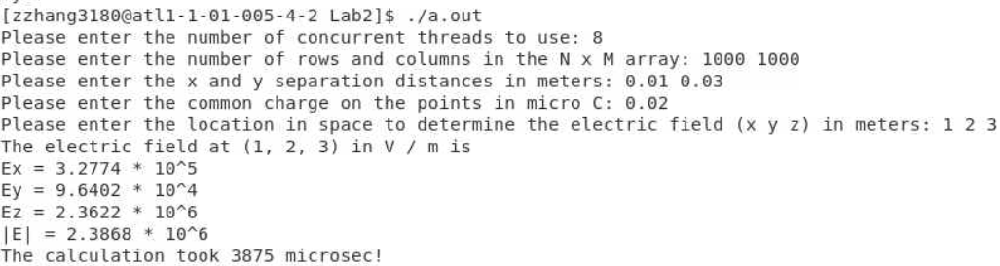 [zzhang3180@atl1-1-01-005-4-2 Lab2]$ ./a.out
Please enter the number of concurrent threads to use: 8
Please enter the number of rows and columns in the N x M array: 1000 1000
Please enter the x and y separation distances in meters: 0.01 0.03
Please enter the common charge on the points in micro C: 0.02
Please enter the location in space to determine the electric field (x y z) in meters: 1 2 3
The electric field at (1, 2, 3) in V / m is
Ex = 3.2774 * 10^5
Ey = 9.6402 * 10^4
Ez = 2.3622 * 10^6
|E| = 2.3868 * 10^6
The calculation took 3875 microsec!